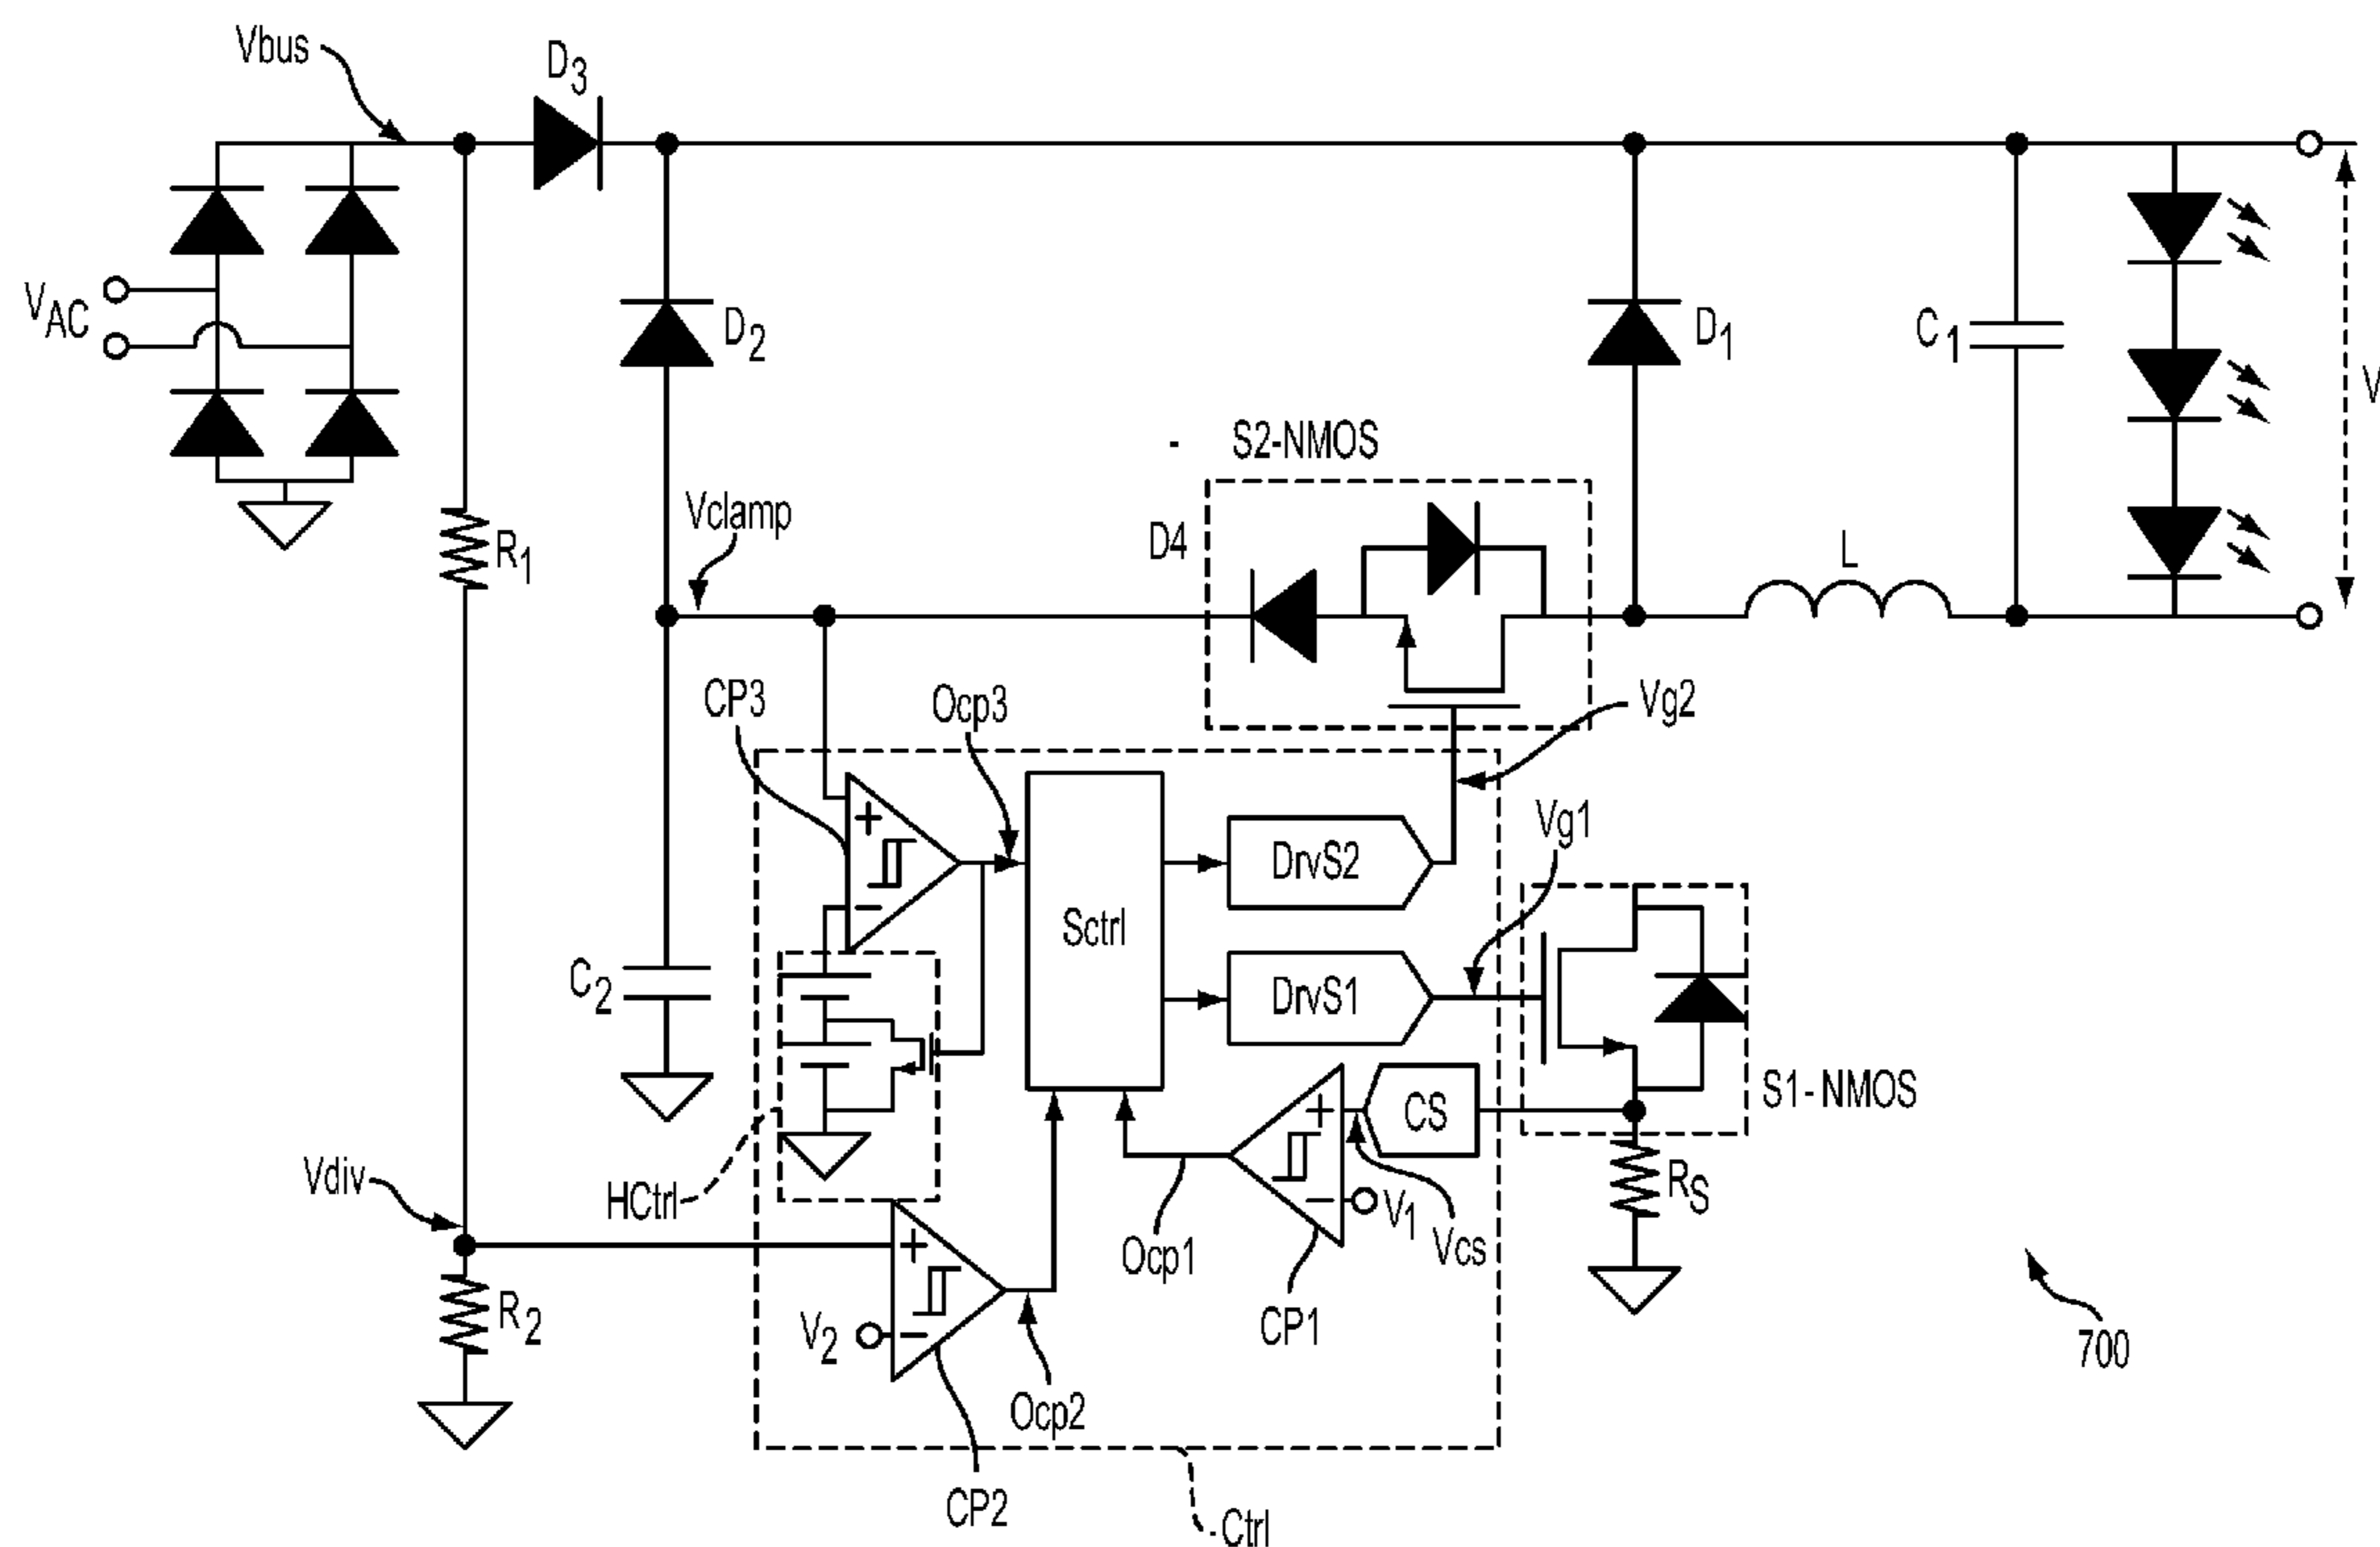 Vbus
D3
VAC
D2
D1
C1
V
S2-NMOS
Vclamp
D4
R1
L
CP3
Ocp3
Vg2
+
Vg1
DrvS2
−
Sctrl
C2
DrvS1
S1-NMOS
+
CS
Vdiv
HCtrl
RS
−
V1
Vcs
Ocp1
+
R2
V2
−
CP1
700
Ocp2
CP2
Ctrl